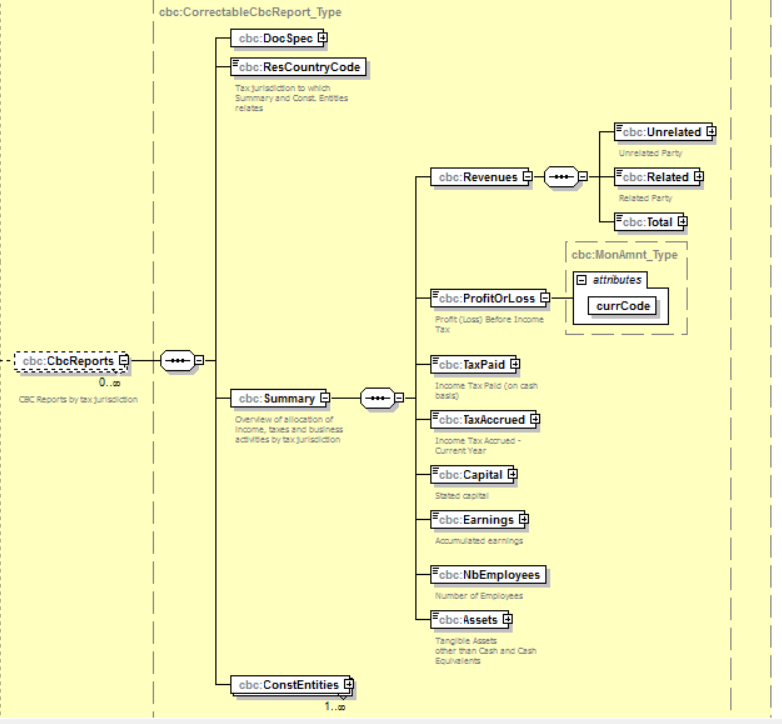 cbc:CorrectableCbcReport_Type
cbc:DocSpec
cbc:ResCountryCode
Tax jurisdiction to which
Summary and Const. Entities
relates
cbc:Unrelated
Unrelated Party
cbc:Revenues
cbc:Related
Related Party
cbc:Total
cbc:MonAmnt_Type
attributes
cbc:ProfitOrLoss
currCode
Profit (Loss) Before Income
Tax
cbc:CbcReports
0..∞
CBC Reports by tax jurisdiction
cbc:TaxPaid
Income Tax Paid (on cash
basis)
cbc:Summary
Overview of allocation of
income, taxes and business
activities by tax jurisdiction
cbc:TaxAccrued
Income Tax Accrued -
Current Year
cbc:Capital
Stated capital
cbc:Earnings
Accumulated earnings
cbc:NbEmployees
Number of Employees
cbc:Assets
Tangible Assets
other than Cash and Cash
Equivalents
cbc:ConstEntities
1..∞